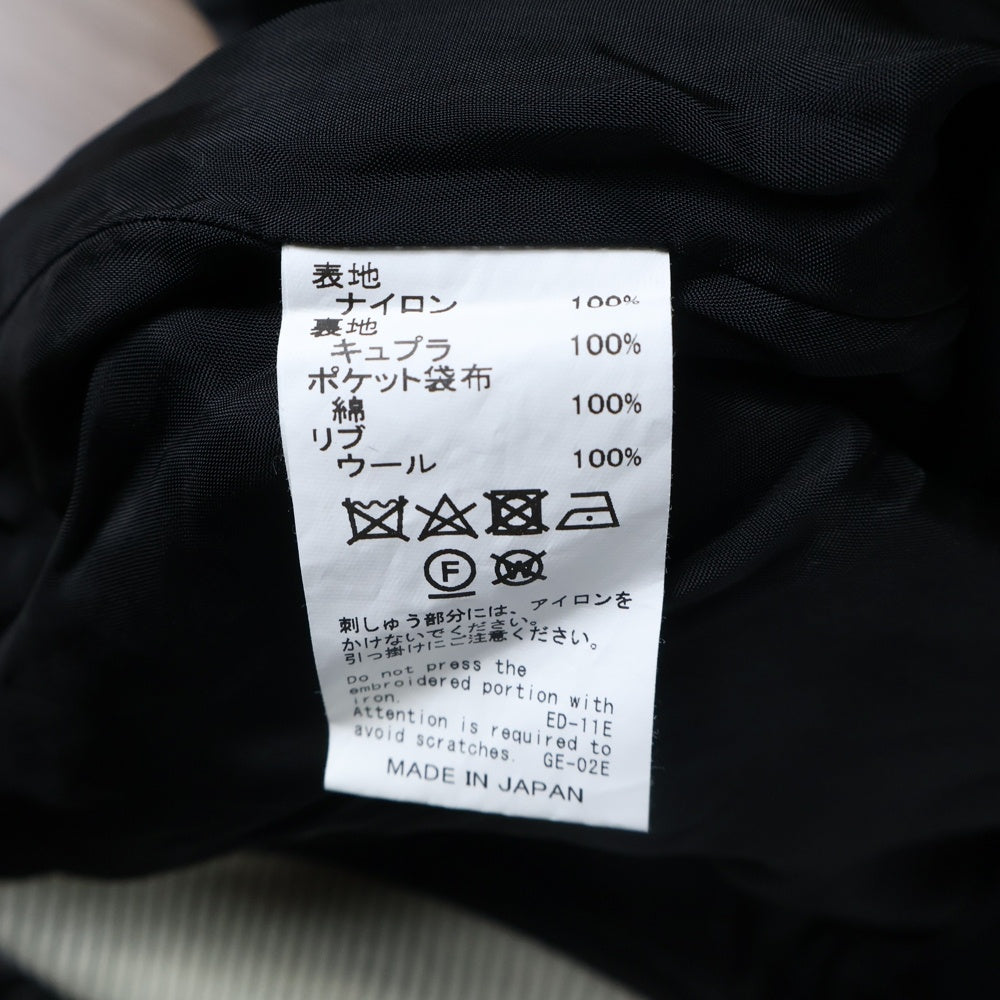 表地
ナイロン 100%
裏地
キュプラ 100%
ポケット袋布
綿 100%
リブ
ウール 100%
F W
刺しゅう部分には、アイロンを
かけないでください。
引っ掛けにご注意ください。
Do not press the
embroidered portion with
iron. ED-11E
Attention is required to
avoid scratches. GE-02E
MADE IN JAPAN